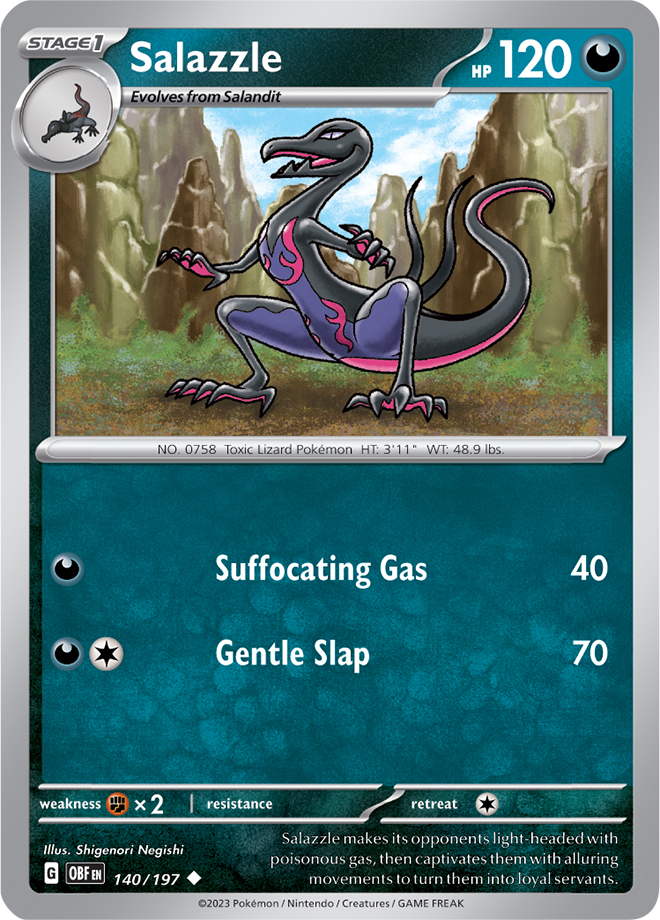 STAGE 1 Salazzle HP 120
Evolves from Salandit
NO. 0758 Toxic Lizard Pokémon HT: 3'11" WT: 48.9 lbs.
Suffocating Gas 40
Gentle Slap 70
weakness ×2 resistance retreat
Illus. Shigenori Negishi
G OBF EN 140/197
Salazzle makes its opponents light-headed with
poisonous gas, then captivates them with alluring
movements to turn them into loyal servants.
©2023 Pokémon / Nintendo / Creatures / GAME FREAK